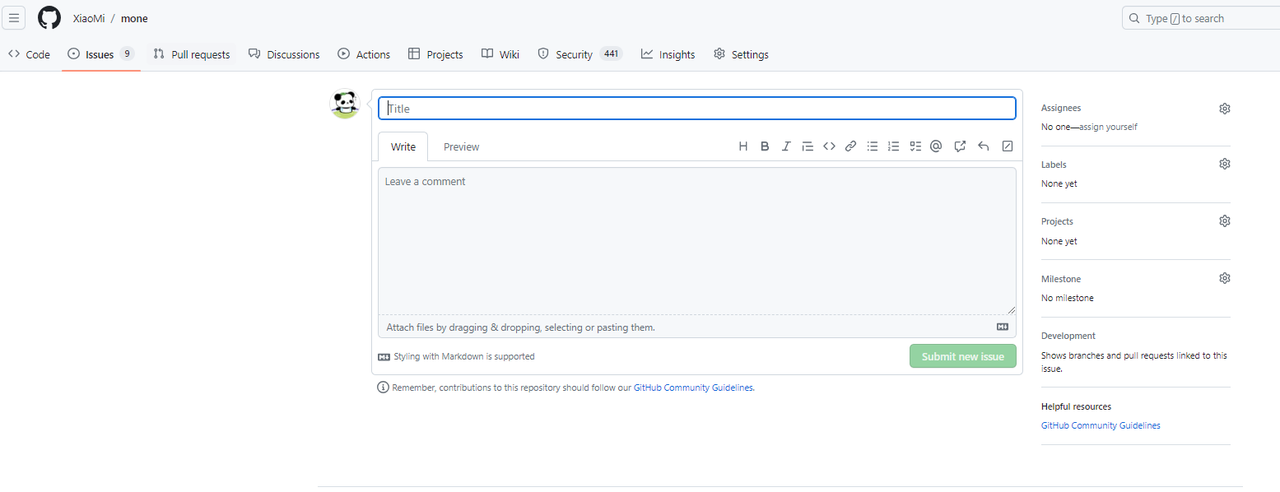 XiaoMi / mone
Type / to search
Code Issues 9 Pull requests Discussions Actions Projects Wiki Security 441 Insights Settings
Title
Write Preview
Leave a comment
Attach files by dragging & dropping, selecting or pasting them.
Styling with Markdown is supported
Submit new issue
Remember, contributions to this repository should follow our GitHub Community Guidelines.
Assignees
No one—assign yourself
Labels
None yet
Projects
None yet
Milestone
No milestone
Development
Shows branches and pull requests linked to this
issue.
Helpful resources
GitHub Community Guidelines